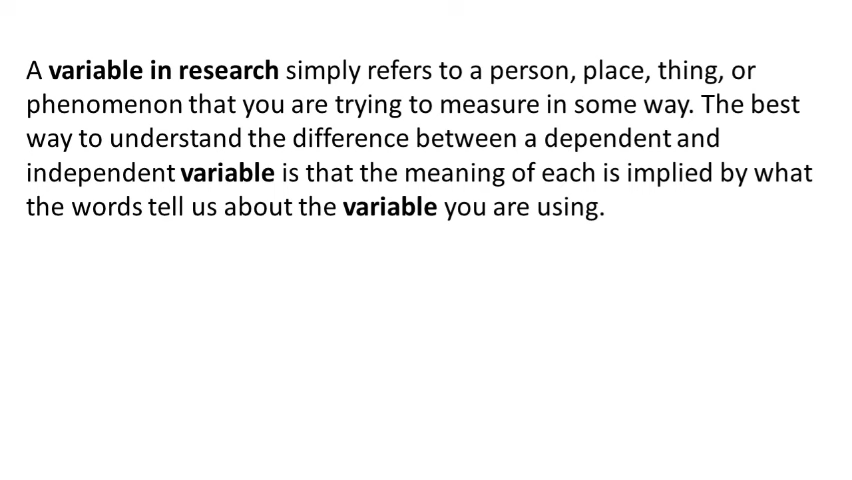 A variable in research simply refers to a person, place, thing, or
phenomenon that you are trying to measure in some way. The best
way to understand the difference between a dependent and
independent variable is that the meaning of each is implied by what
the words tell us about the variable you are using.